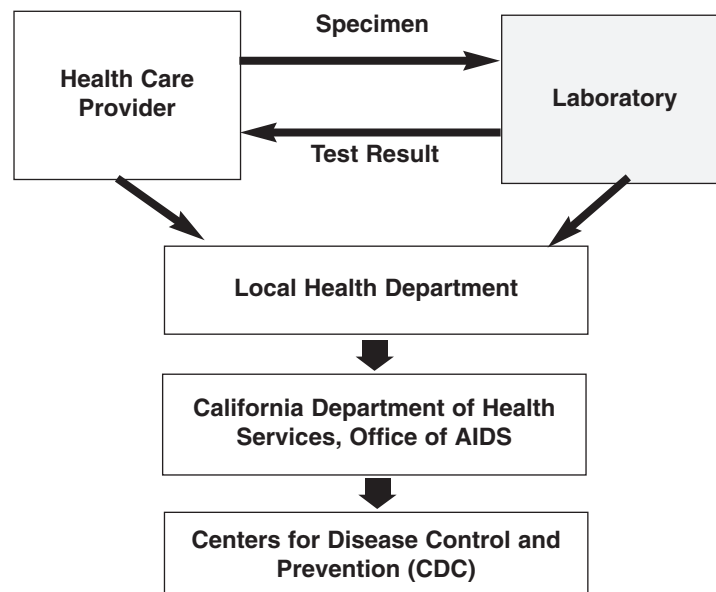 Specimen
Health Care
Provider
Laboratory
Test Result
Local Health Department
California Department of Health
Services, Office of AIDS
Centers for Disease Control and
Prevention (CDC)